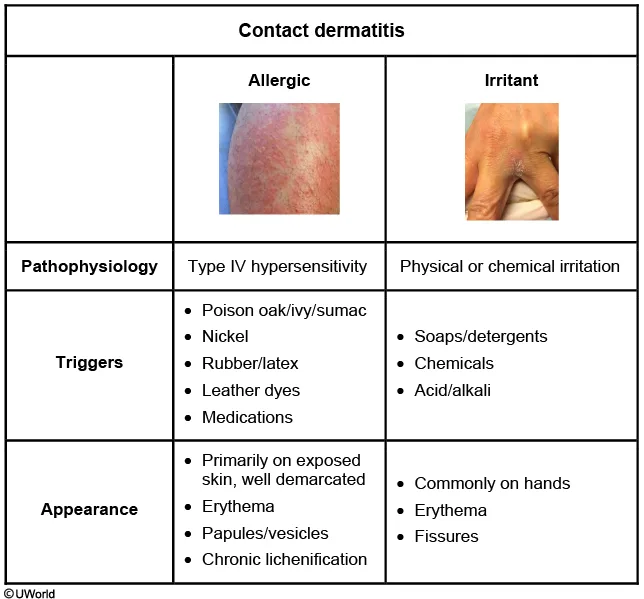 Contact dermatitis
Allergic
Irritant
Pathophysiology
Type IV hypersensitivity
Physical or chemical irritation
Triggers
• Poison oak/ivy/sumac
• Nickel
• Rubber/latex
• Leather dyes
• Medications
• Soaps/detergents
• Chemicals
• Acid/alkali
Appearance
• Primarily on exposed
skin, well demarcated
• Erythema
• Papules/vesicles
• Chronic lichenification
• Commonly on hands
• Erythema
• Fissures
©UWorld